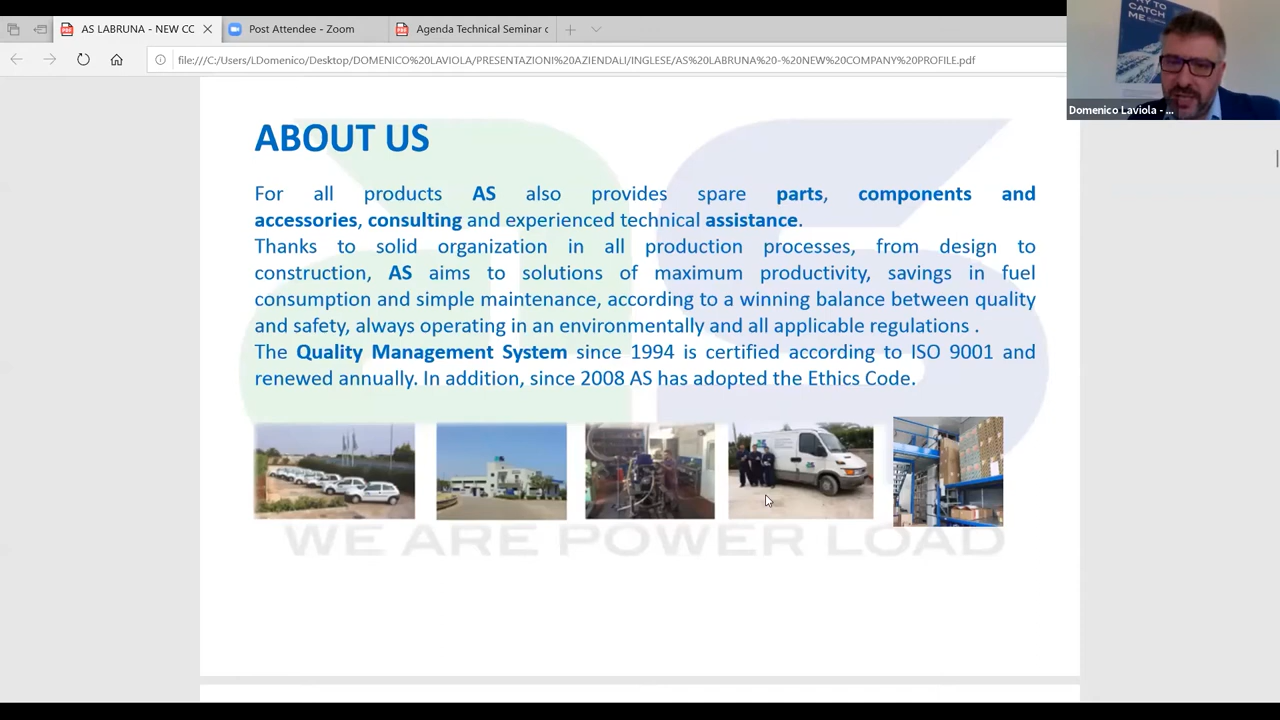 AS LABRUNA - NEW CC
Post Attendee - Zoom
Agenda Technical Seminar c
file:///C:/Users/LDomenico/Desktop/DOMENICO%20LAVIOLA/PRESENTAZIONI%20AZIENDALI/INGLESE/AS%20LABRUNA%20-%20NEW%20COMPANY%20PROFILE.pdf
TO
CATCH
ME
Domenico Laviola - ...
ABOUT US
For all products AS also provides spare parts, components and
accessories, consulting and experienced technical assistance.
Thanks to solid organization in all production processes, from design to
construction, AS aims to solutions of maximum productivity, savings in fuel
consumption and simple maintenance, according to a winning balance between quality
and safety, always operating in an environmentally and all applicable regulations .
The Quality Management System since 1994 is certified according to ISO 9001 and
renewed annually. In addition, since 2008 AS has adopted the Ethics Code.
WE ARE POWER LOAD